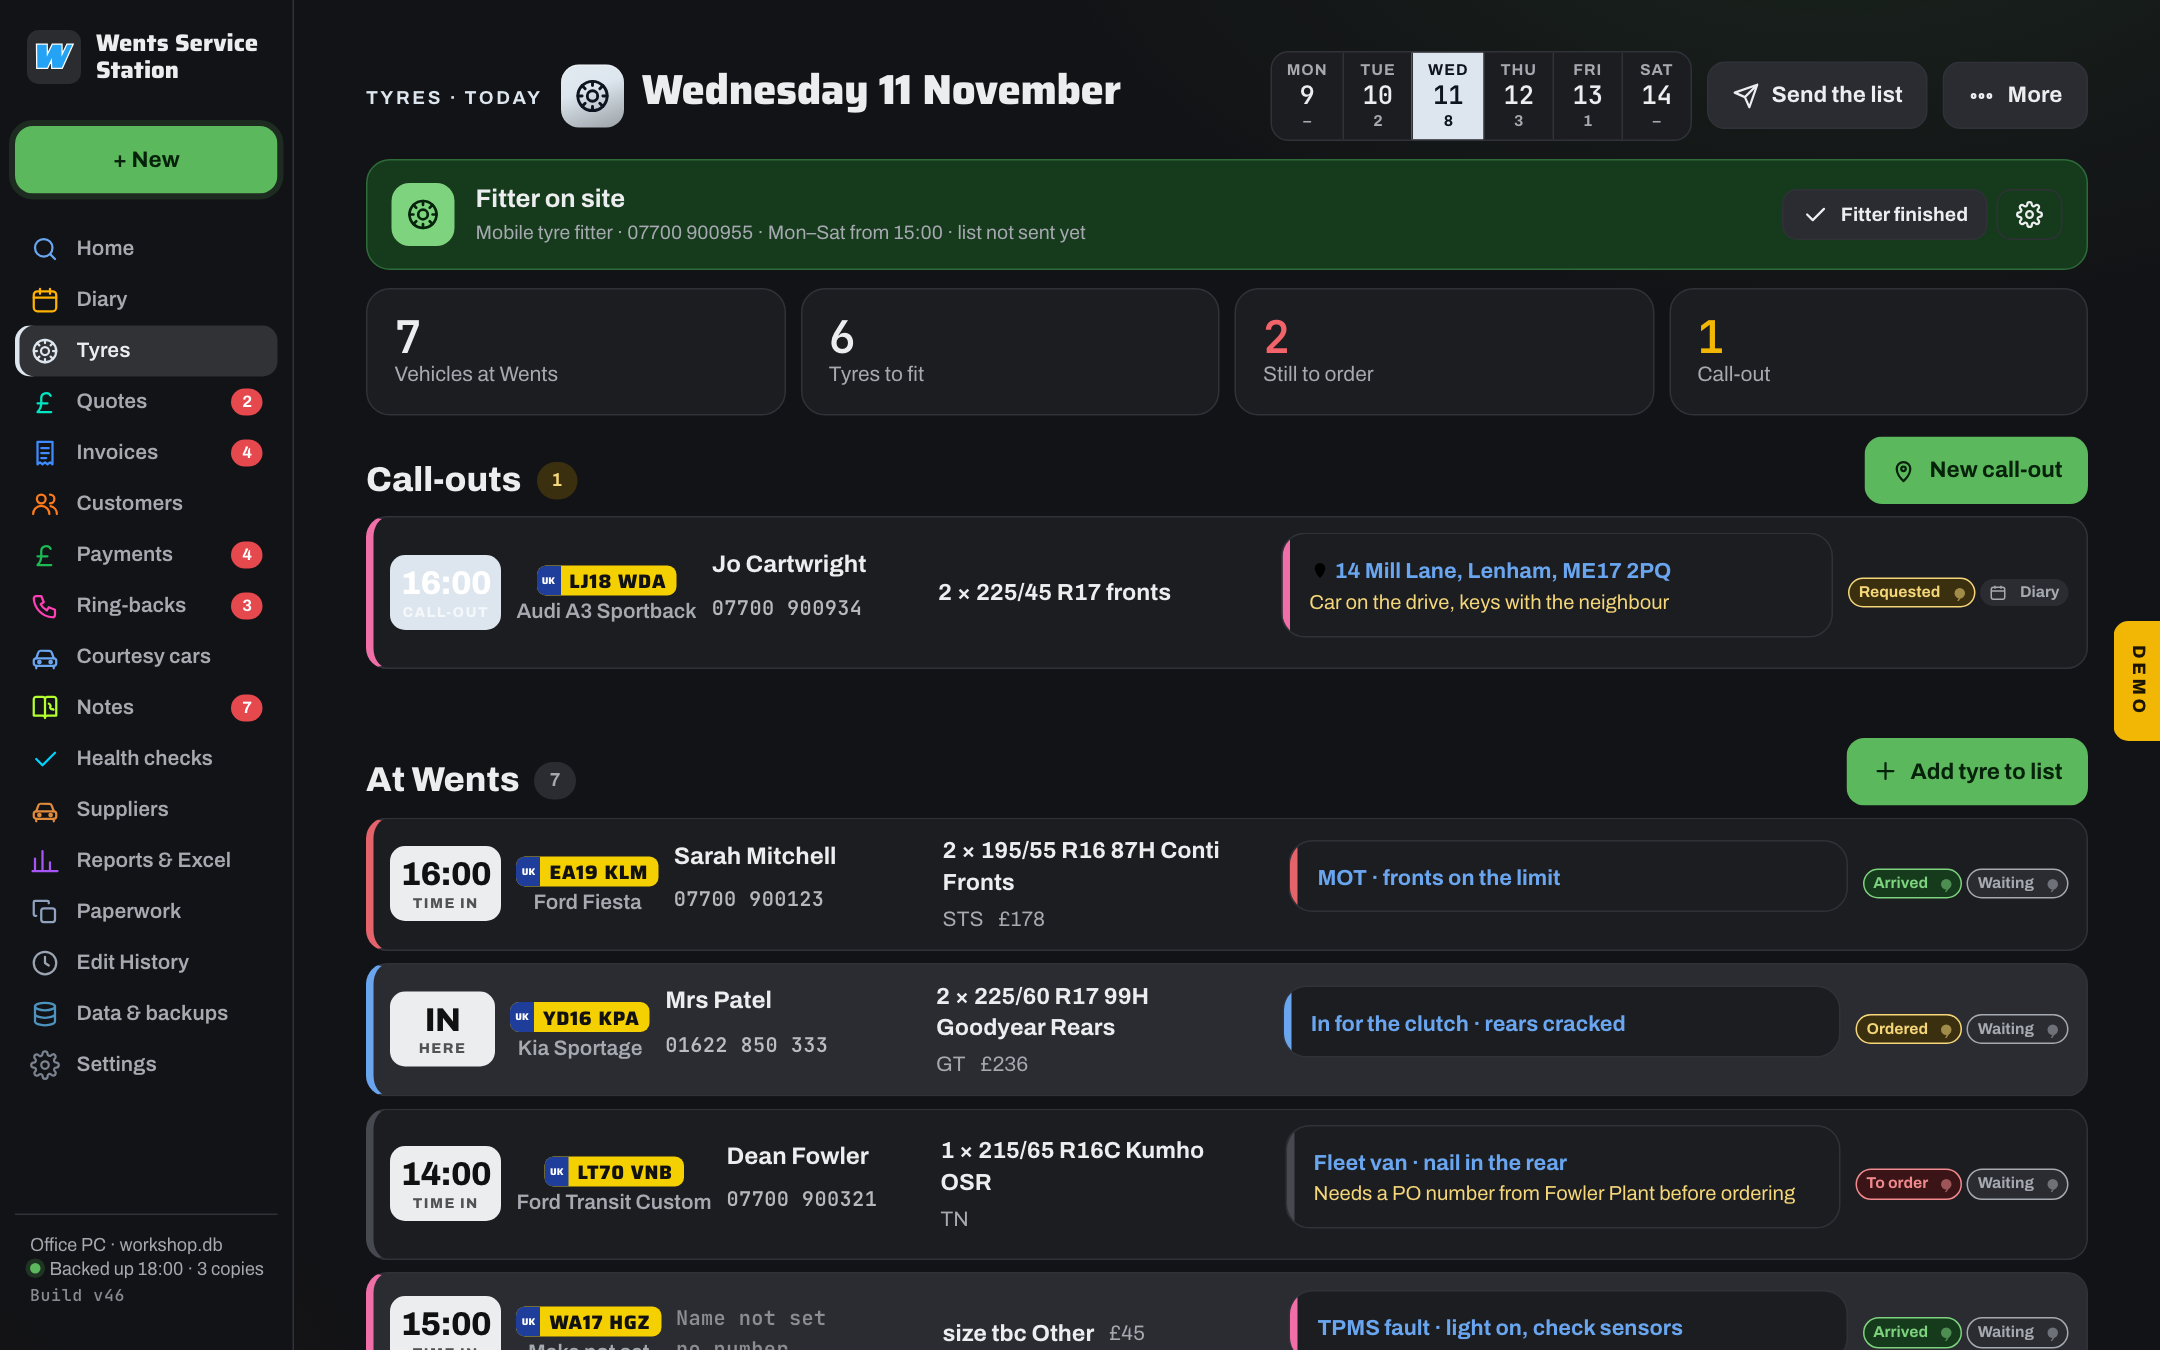 Wents Service
Station
+ New
Home
Diary
Tyres
Quotes 2
Invoices 4
Customers
Payments 4
Ring-backs 3
Courtesy cars
Notes 7
Health checks
Suppliers
Reports & Excel
Paperwork
Edit History
Data & backups
Settings
Office PC · workshop.db
Backed up 18:00 · 3 copies
Build v46
TYRES · TODAY
Wednesday 11 November
MON TUE WED THU FRI SAT
9 10 11 12 13 14
– 2 8 3 1 –
Send the list
More
Fitter on site
Mobile tyre fitter · 07700 900955 · Mon–Sat from 15:00 · list not sent yet
Fitter finished
7
Vehicles at Wents
6
Tyres to fit
2
Still to order
1
Call-out
Call-outs 1
New call-out
16:00
CALL-OUT
UK LJ18 WDA
Audi A3 Sportback
Jo Cartwright
07700 900934
2 × 225/45 R17 fronts
14 Mill Lane, Lenham, ME17 2PQ
Car on the drive, keys with the neighbour
Requested
Diary
DEMO
At Wents 7
Add tyre to list
16:00
TIME IN
UK EA19 KLM
Ford Fiesta
Sarah Mitchell
07700 900123
2 × 195/55 R16 87H Conti
Fronts
STS £178
MOT · fronts on the limit
Arrived
Waiting
IN
HERE
UK YD16 KPA
Kia Sportage
Mrs Patel
01622 850 333
2 × 225/60 R17 99H
Goodyear Rears
GT £236
In for the clutch · rears cracked
Ordered
Waiting
14:00
TIME IN
UK LT70 VNB
Ford Transit Custom
Dean Fowler
07700 900321
1 × 215/65 R16C Kumho
OSR
TN
Fleet van · nail in the rear
Needs a PO number from Fowler Plant before ordering
To order
Waiting
15:00
UK WA17 HGZ
Name not set
size tbc Other £45
TPMS fault · light on, check sensors
Arrived
Waiting